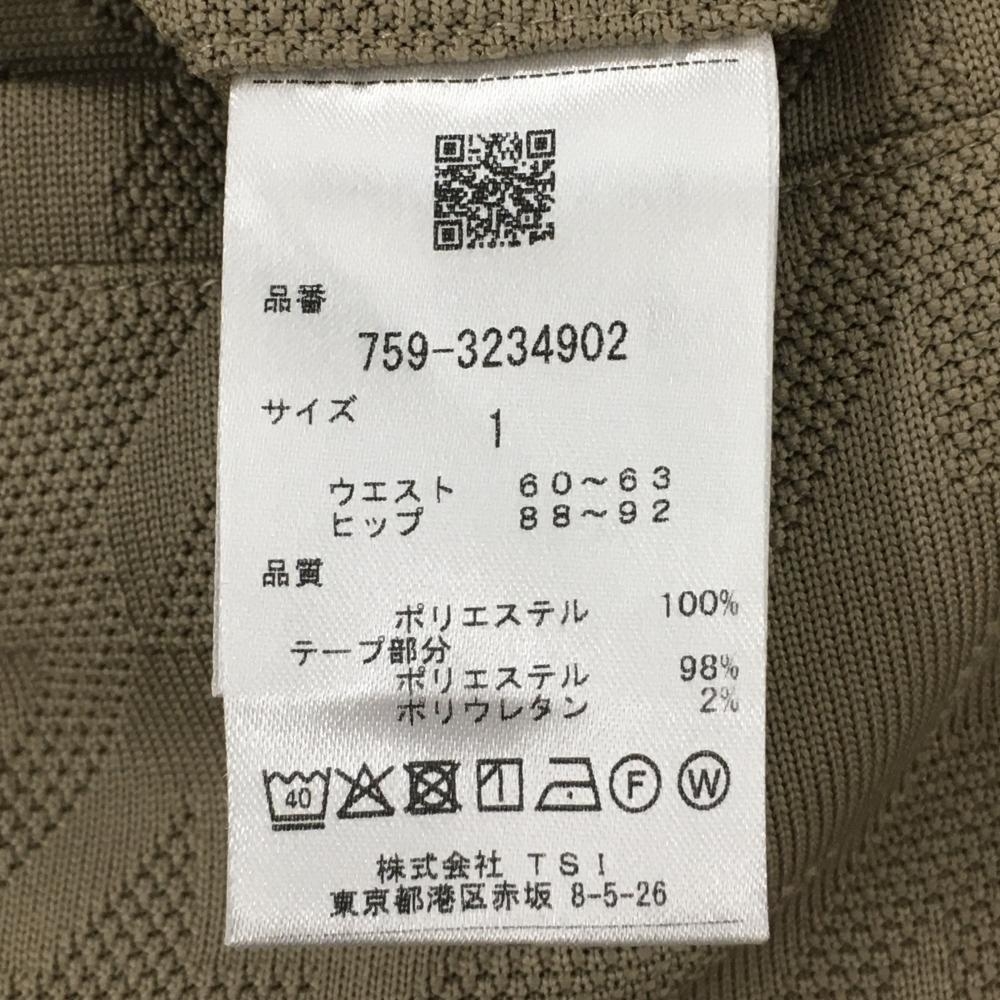 品番
759-3234902
サイズ 1
ウエスト 60～63
ヒップ 88～92
品質
ポリエステル 100%
テープ部分
ポリエステル 98%
ポリウレタン 2%
40 F W
株式会社 TSI
東京都港区赤坂 8-5-26